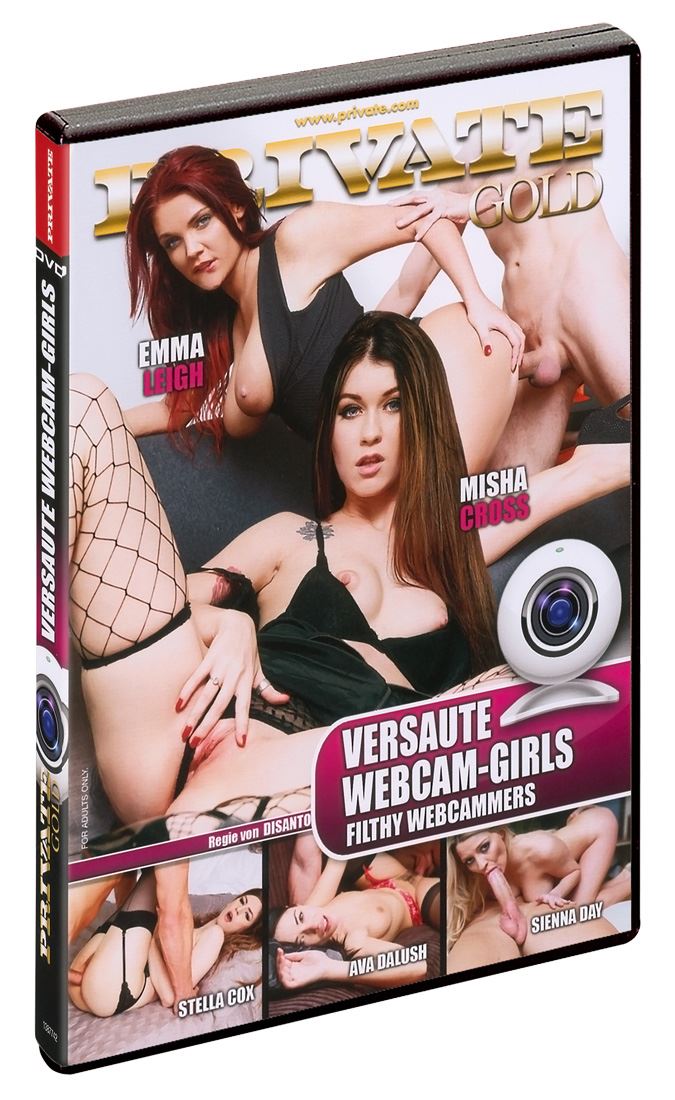 www.private.com
PRIVATE
GOLD
EMMA
LEIGH
MISHA
CROSS
VERSAUTE
WEBCAM-GIRLS
FILTHY WEBCAMMERS
Regie von DISANTO
FOR ADULTS ONLY.
STELLA COX
AVA DALUSH
SIENNA DAY
PRIVATE
DVD
VERSAUTE WEBCAM-GIRLS
PRIVATE
GOLD